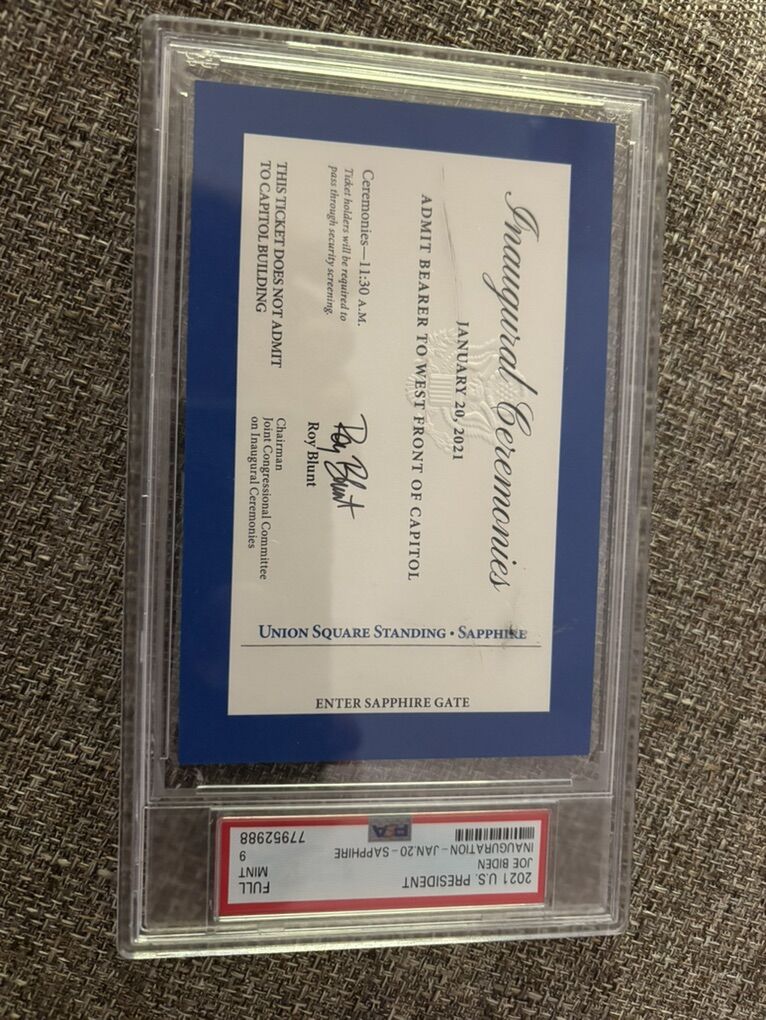 2021 U.S. PRESIDENT
JOE BIDEN
INAUGURATION - JAN.20 - SAPPHIRE
FULL
MINT
9
77952988
PSA
Inaugural Ceremonies
JANUARY 20, 2021
ADMIT BEARER TO WEST FRONT OF CAPITOL
Ceremonies—11:30 A.M.
Ticket holders will be required to
pass through security screening.
THIS TICKET DOES NOT ADMIT
TO CAPITOL BUILDING
Roy Blunt
Roy Blunt
Chairman
Joint Congressional Committee
on Inaugural Ceremonies
UNION SQUARE STANDING • SAPPHIRE
ENTER SAPPHIRE GATE